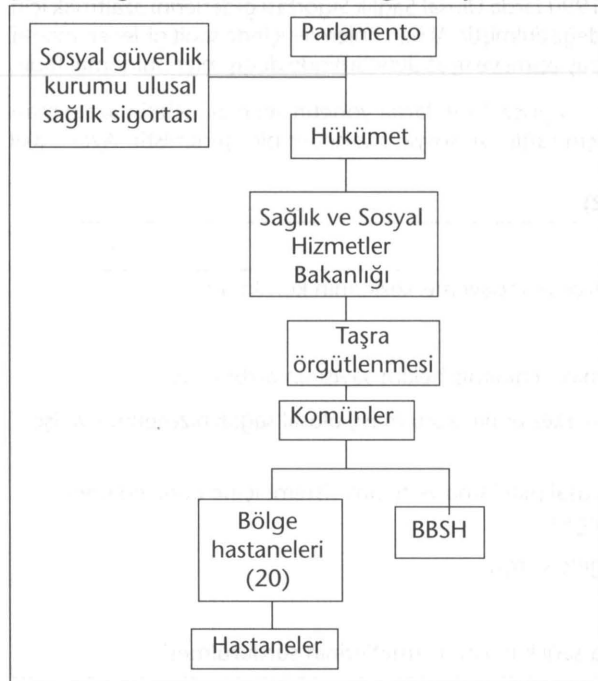 Parlamento
Sosyal güvenlik
kurumu ulusal
sağlık sigortası
Hükümet
Sağlık ve Sosyal
Hizmetler
Bakanlığı
Taşra
örgütlenmesi
Komünler
Bölge
hastaneleri
(20)
BBSH
Hastaneler